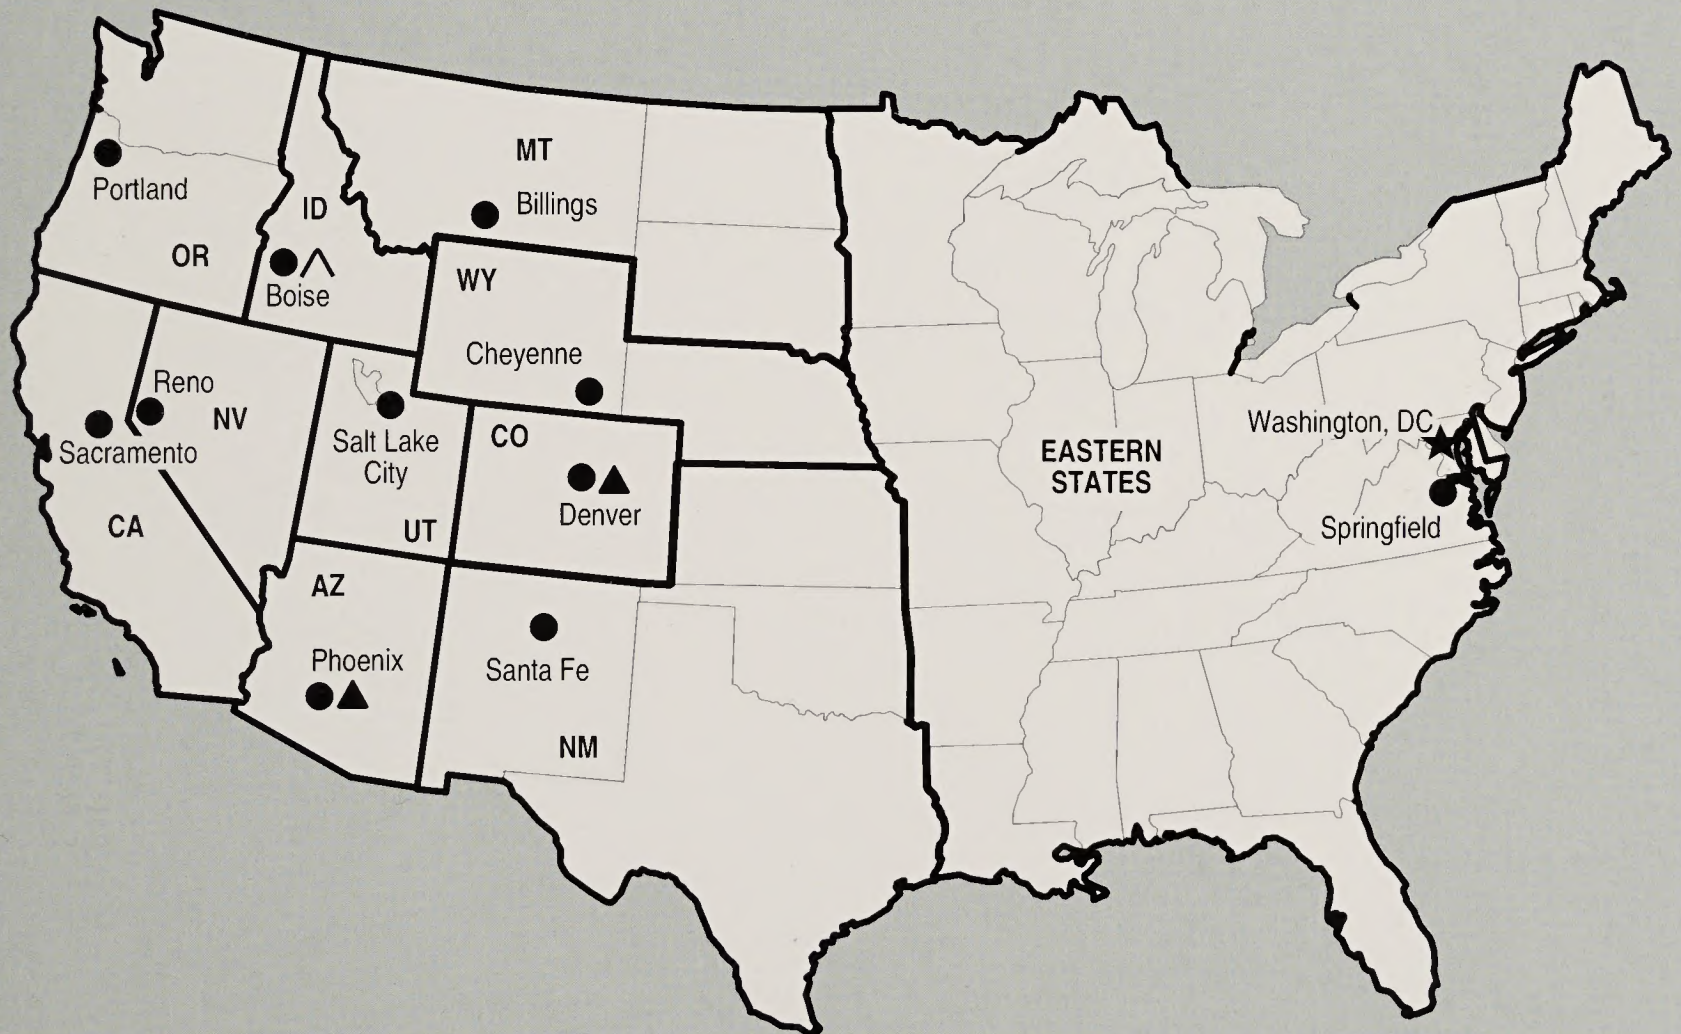 MT
Portland
Billings
ID
OR
WY
Boise
Cheyenne
Reno
NV
Sacramento
Salt Lake
City
CO
Washington, DC
EASTERN
STATES
Denver
Springfield
CA
UT
AZ
Phoenix
Santa Fe
NM